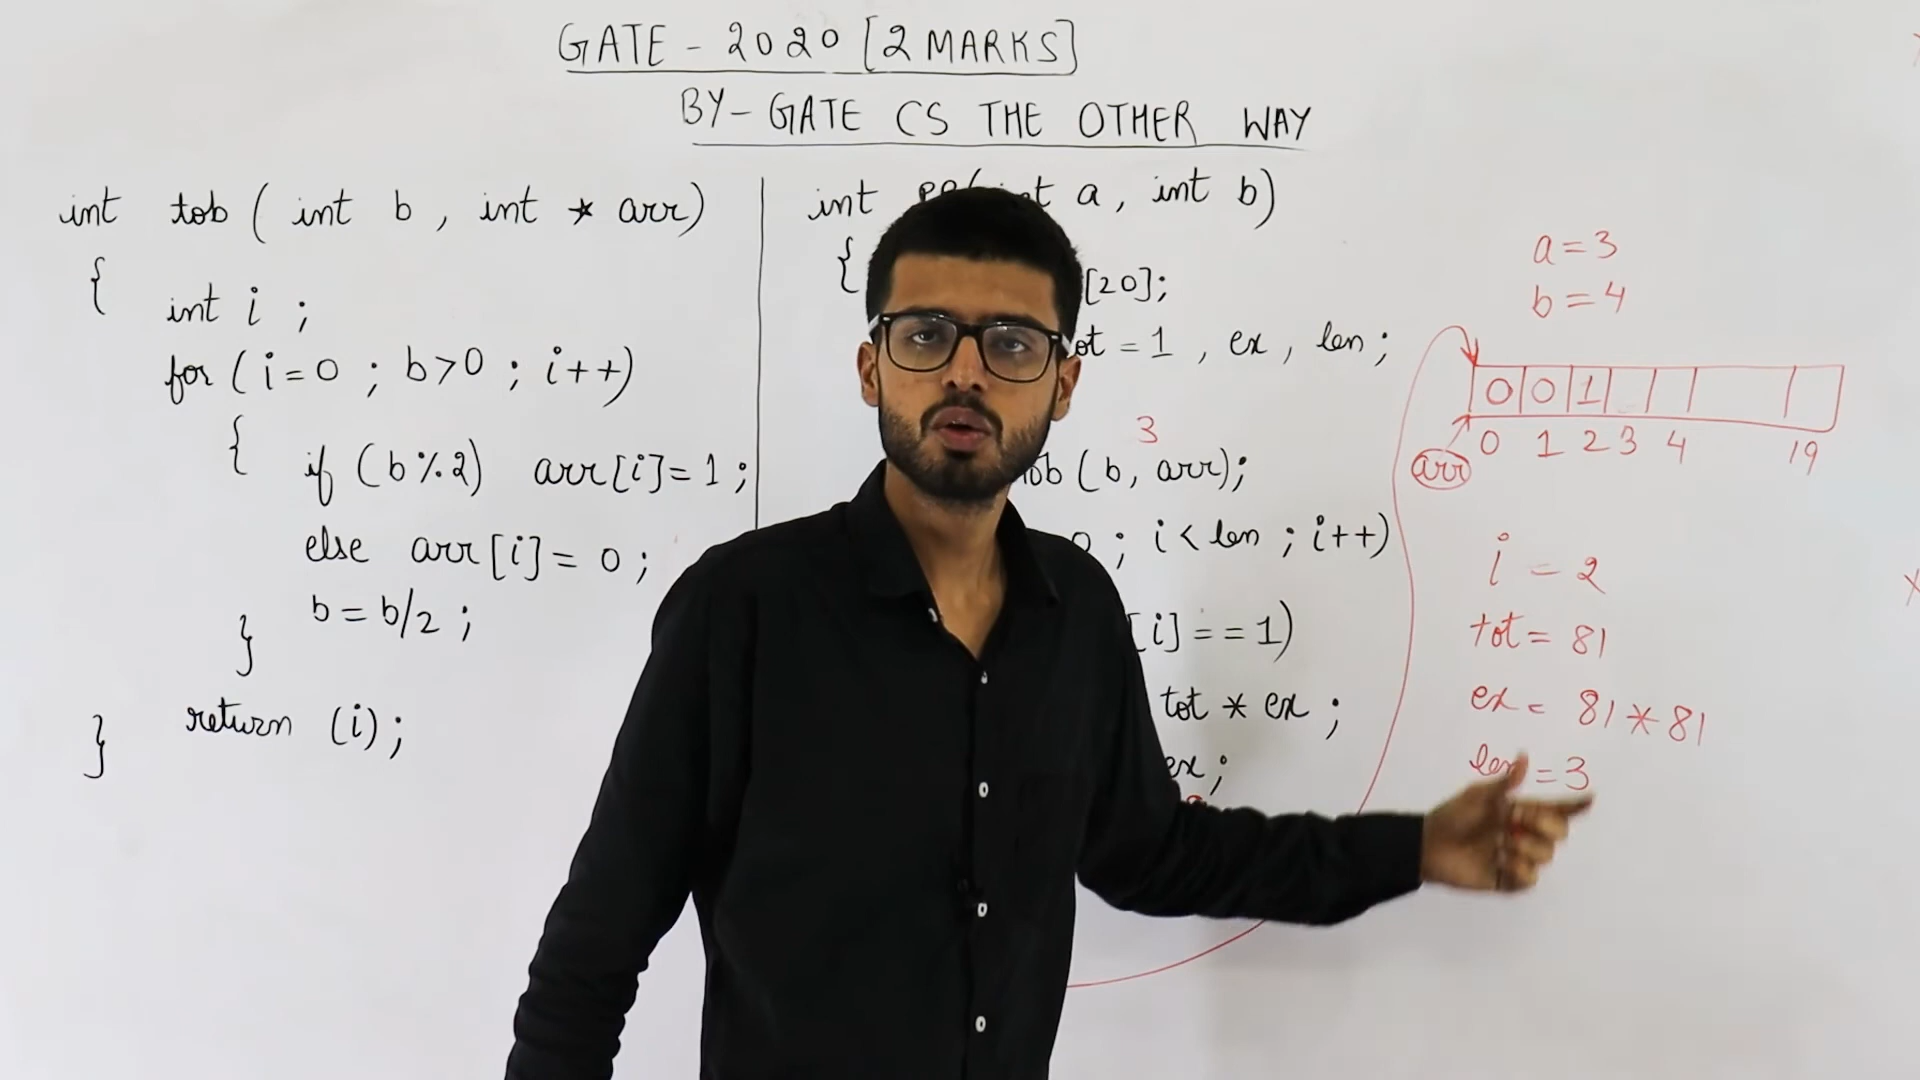 GATE - 2020 [2 MARKS]
BY - GATE CS THE OTHER WAY
int tob ( int b , int * arr)
{
int i ;
for ( i = 0 ; b > 0 ; i++)
{
if (b % 2) arr[i] = 1 ;
else arr[i] = 0 ;
b = b/2 ;
}
return (i) ;
}
int a , int b)
{
[20];
= 1 , ex , len ;
3
(b, arr);
; i < len ; i++)
[i] == 1)
tot * ex ;
ex ;
a = 3
b = 4
0 0 1
0 1 2 3 4 19
arr
i = 2
tot = 81
ex = 81 * 81
= 3